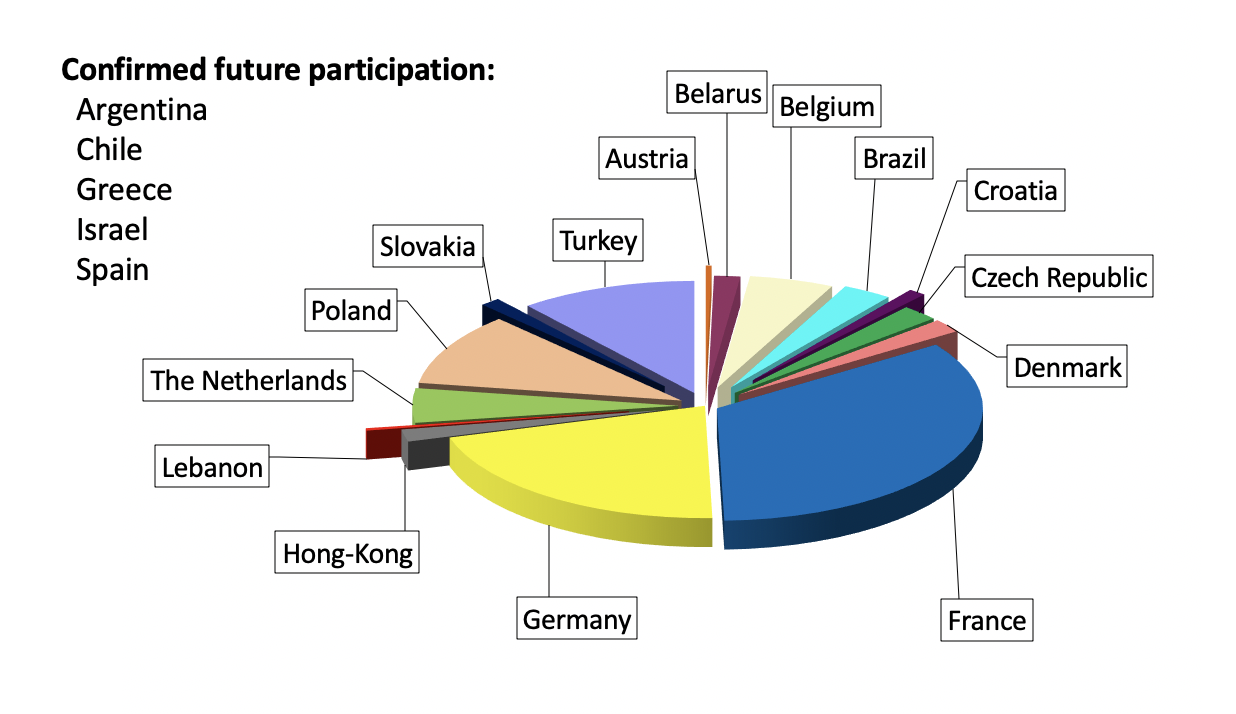 Confirmed future participation:
Argentina
Chile
Greece
Israel
Spain
Belarus
Belgium
Austria
Brazil
Croatia
Turkey
Slovakia
Czech Republic
Poland
Denmark
The Netherlands
Lebanon
Hong-Kong
Germany
France